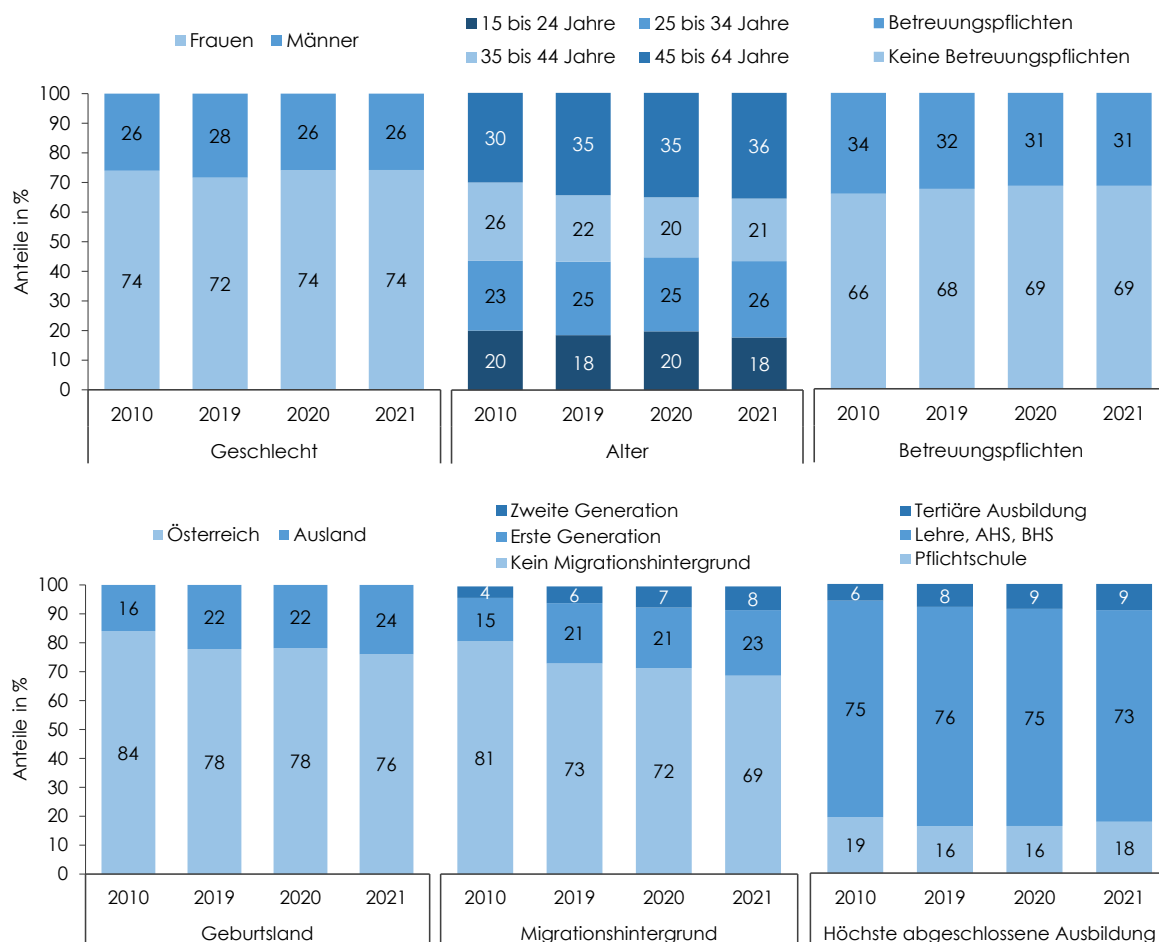 Frauen Männer
15 bis 24 Jahre 25 bis 34 Jahre
35 bis 44 Jahre 45 bis 64 Jahre
Betreuungspflichten
Keine Betreuungspflichten
Anteile in %
100
90
80
70
60
50
40
30
20
10
0
26 28 26 26
74 72 74 74
2010 2019 2020 2021
Geschlecht
30 35 35 36
26 22 20 21
23 25 25 26
20 18 20 18
2010 2019 2020 2021
Alter
34 32 31 31
66 68 69 69
2010 2019 2020 2021
Betreuungspflichten
Österreich Ausland
Zweite Generation
Erste Generation
Kein Migrationshintergrund
Tertiäre Ausbildung
Lehre, AHS, BHS
Pflichtschule
Anteile in %
100
90
80
70
60
50
40
30
20
10
0
16 22 22 24
84 78 78 76
2010 2019 2020 2021
Geburtsland
4 6 7 8
15 21 21 23
81 73 72 69
2010 2019 2020 2021
Migrationshintergrund
6 8 9 9
75 76 75 73
19 16 16 18
2010 2019 2020 2021
Höchste abgeschlossene Ausbildung